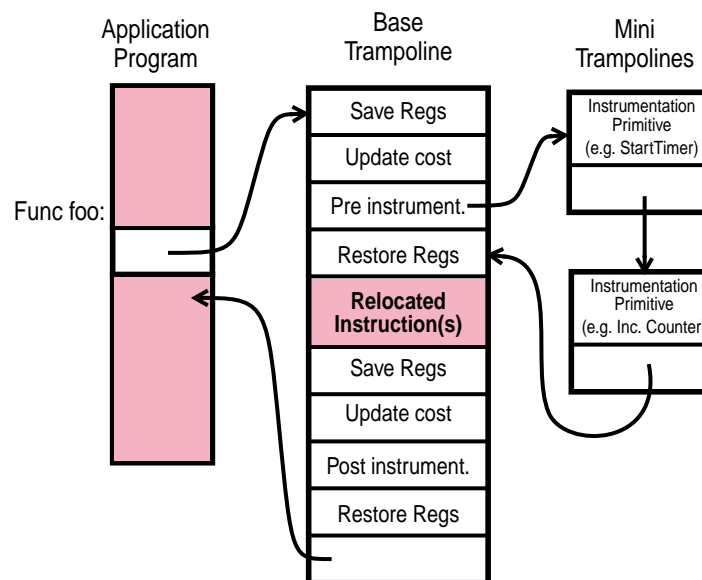 Application
Program
Base
Trampoline
Mini
Trampolines
Func foo:
Save Regs
Update cost
Pre instrument.
Restore Regs
Relocated
Instruction(s)
Save Regs
Update cost
Post instrument.
Restore Regs
Instrumentation
Primitive
(e.g. StartTimer)
Instrumentation
Primitive
(e.g. Inc. Counter